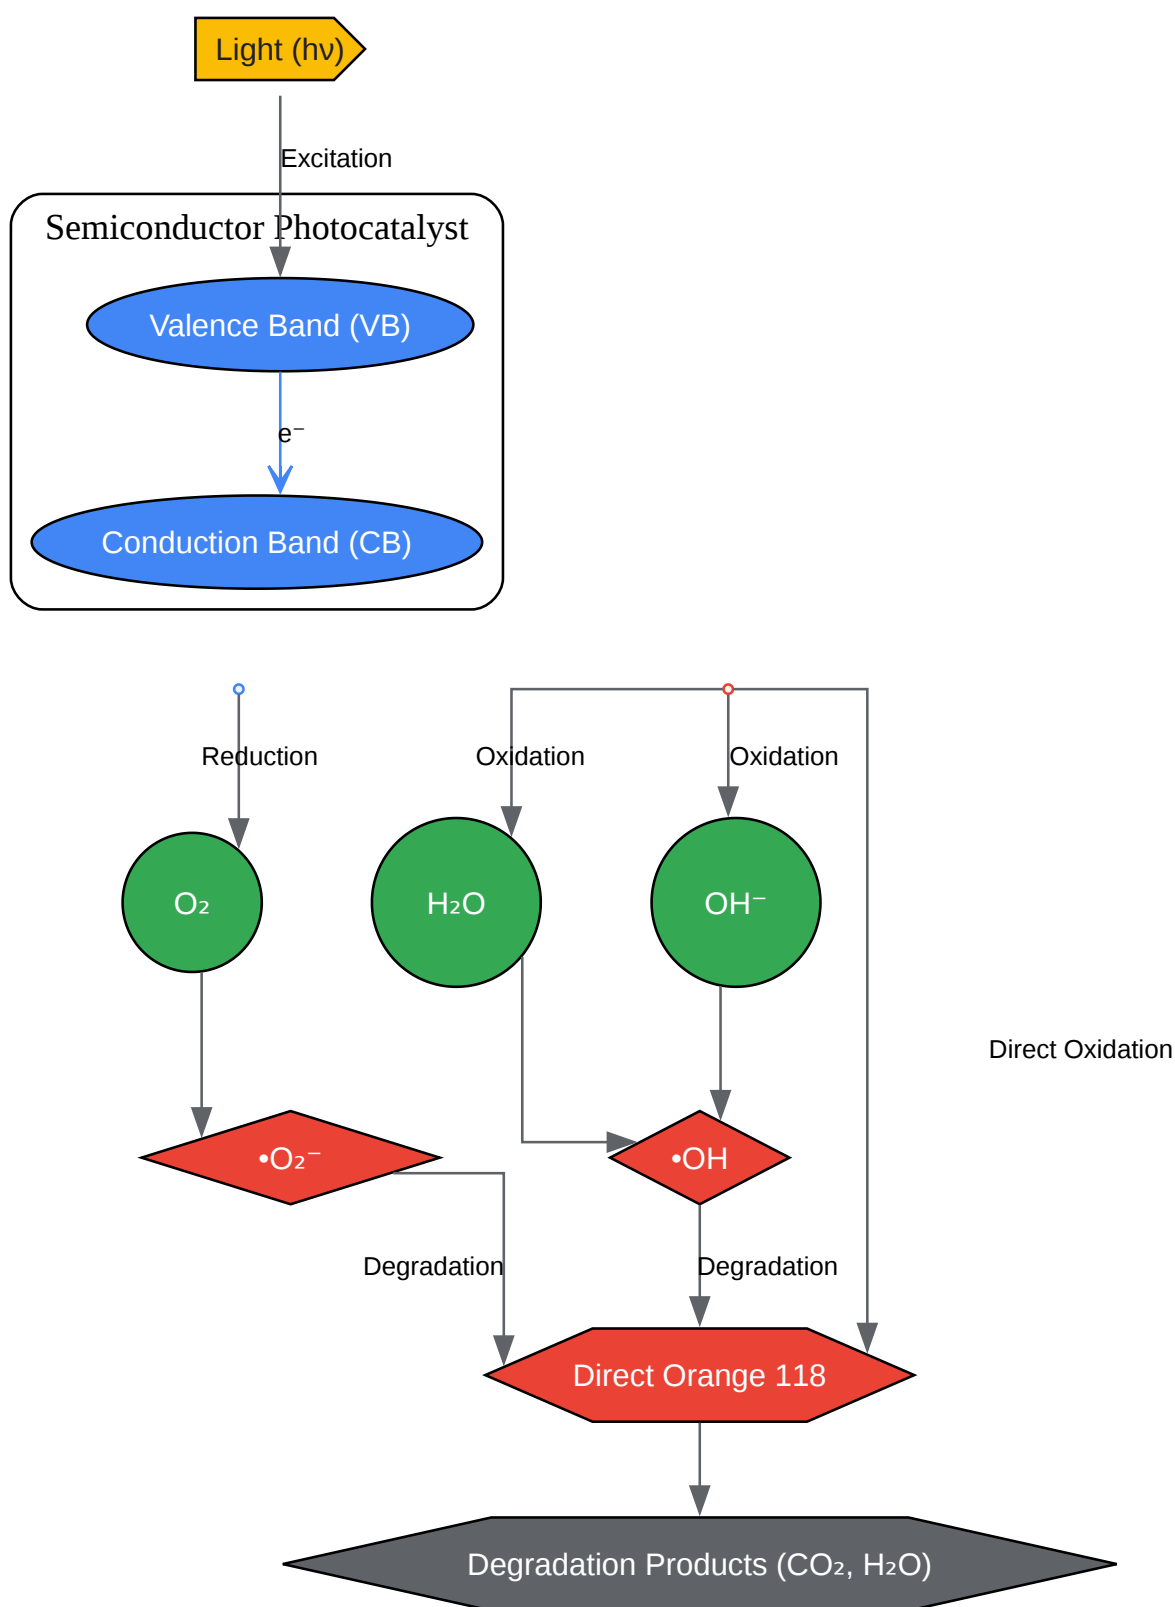 Light (hν)
Excitation
Semiconductor Photocatalyst
Valence Band (VB)
e⁻
Conduction Band (CB)
Reduction
Oxidation
Oxidation
O₂
H₂O
OH⁻
Direct Oxidation
•O₂⁻
•OH
Degradation
Degradation
Direct Orange 118
Degradation Products (CO₂, H₂O)